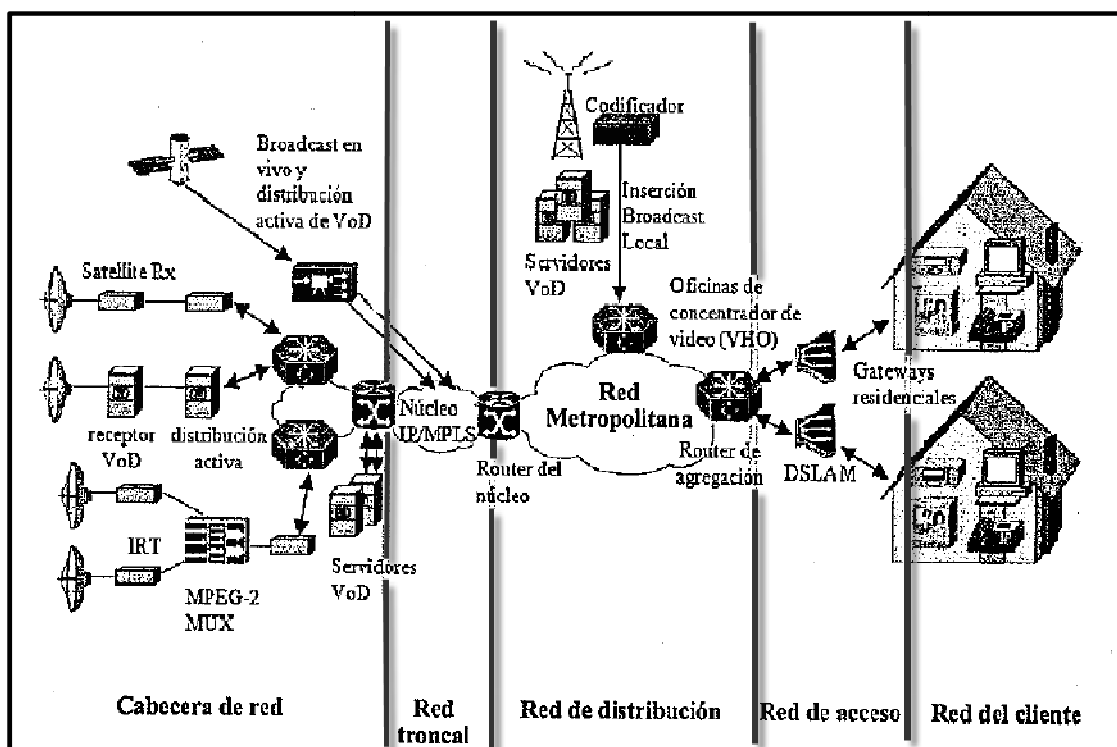 Broadcast en
vivo y
distribución
activa de VoD
Satellite Rx
receptor
VoD
distribución
activa
IRT
MPEG-2
MUX
Servidores
VoD
Núcleo
IP/MPLS
Router del
núcleo
Codificador
Inserción
Broadcast
Local
Servidores
VoD
Oficinas de
concentrador de
video (VHO)
Red
Metropolitana
Router de
agregación
DSLAM
Gateways
residenciales
Cabecera de red
Red
troncal
Red de distribución
Red de acceso
Red del cliente